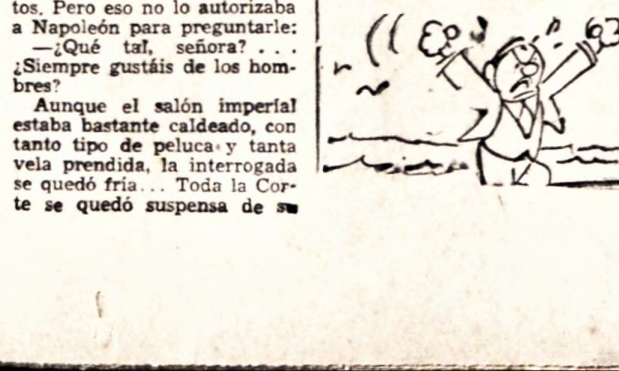 tos. Pero eso no lo autorizaba
a Napoleón para preguntarle:
—¿Qué tal, señora? . . .
¿Siempre gustáis de los hom-
bres?
Aunque el salón imperial
estaba bastante caldeado, con
tanto tipo de peluca y tanta
vela prendida, la interrogada
se quedó fría... Toda la Cor-
te se quedó suspensa de su